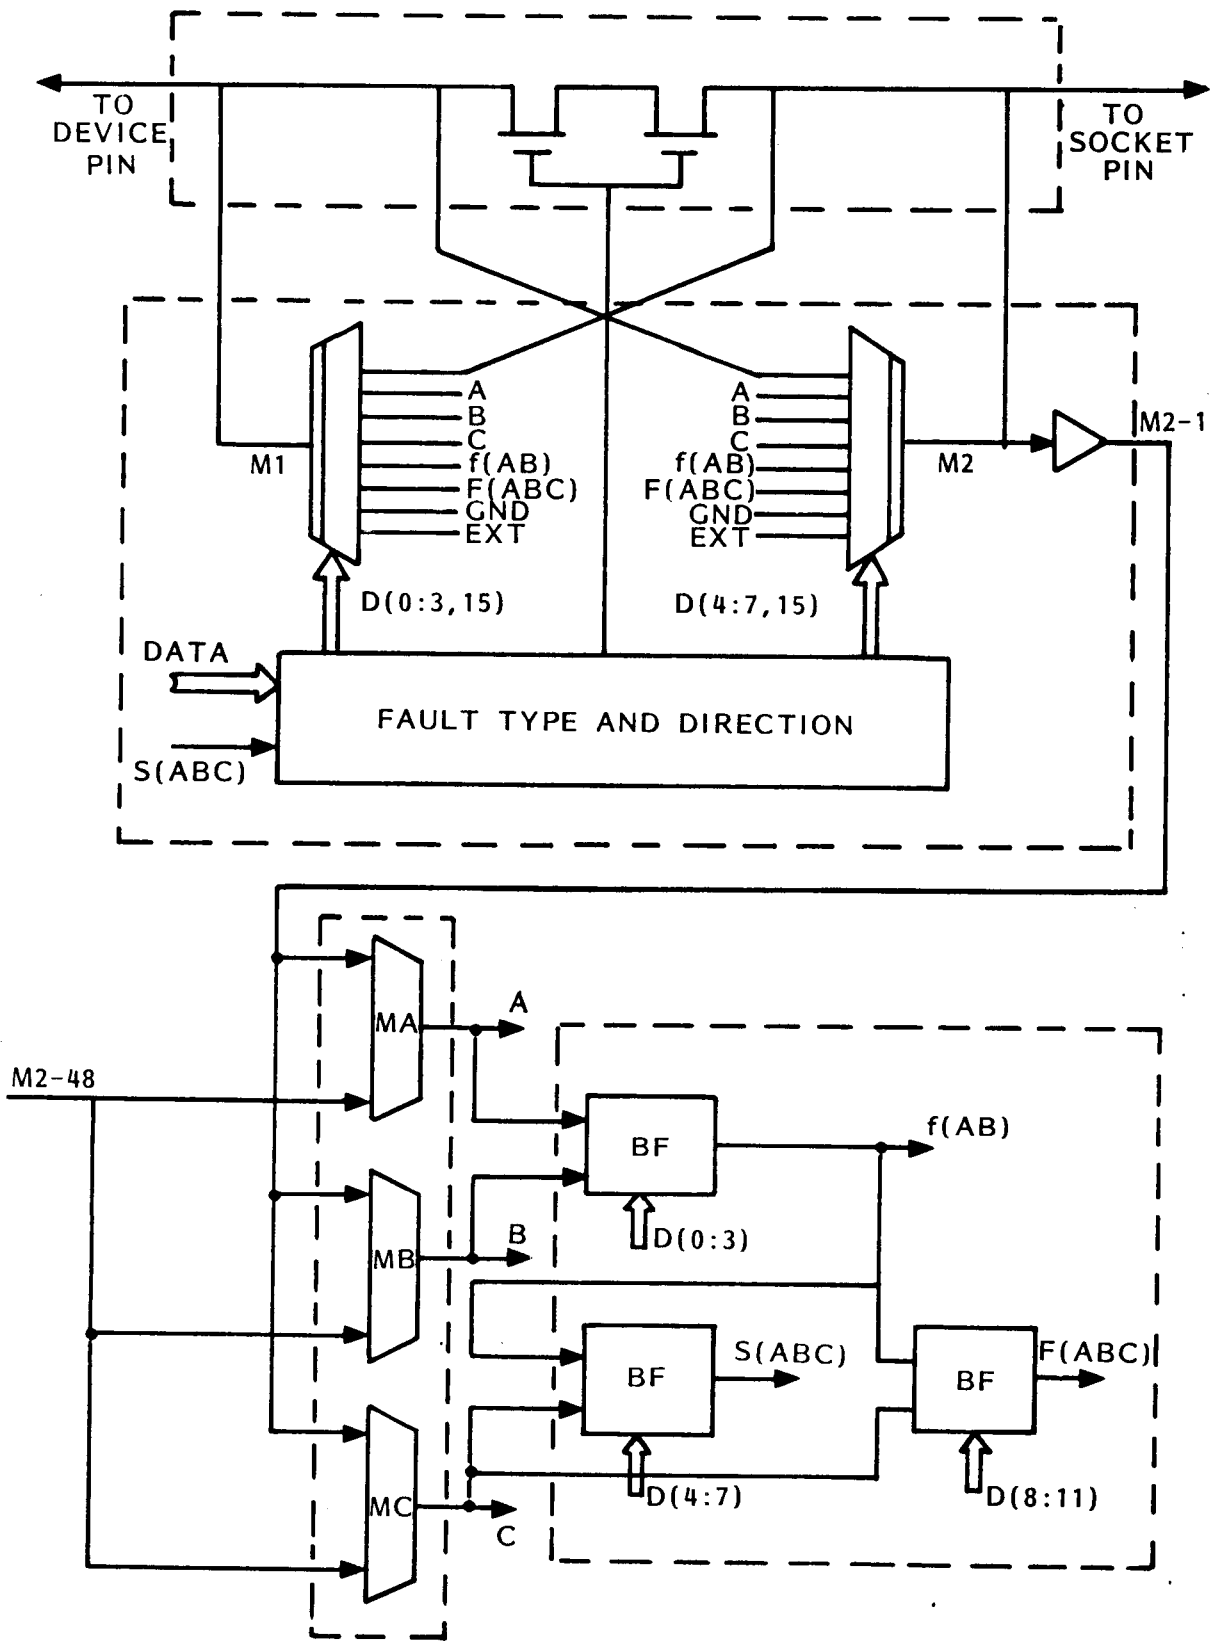 TO
DEVICE
PIN
TO
SOCKET
PIN
A
B
C
f(AB)
F(ABC)
GND
EXT
M1
A
B
C
f(AB)
F(ABC)
GND
EXT
M2
M2-1
D(0:3,15)
D(4:7,15)
DATA
S(ABC)
FAULT TYPE AND DIRECTION
MA
A
M2-48
BF
f(AB)
D(0:3)
MB
B
BF
S(ABC)
D(4:7)
BF
F(ABC)
D(8:11)
MC
C